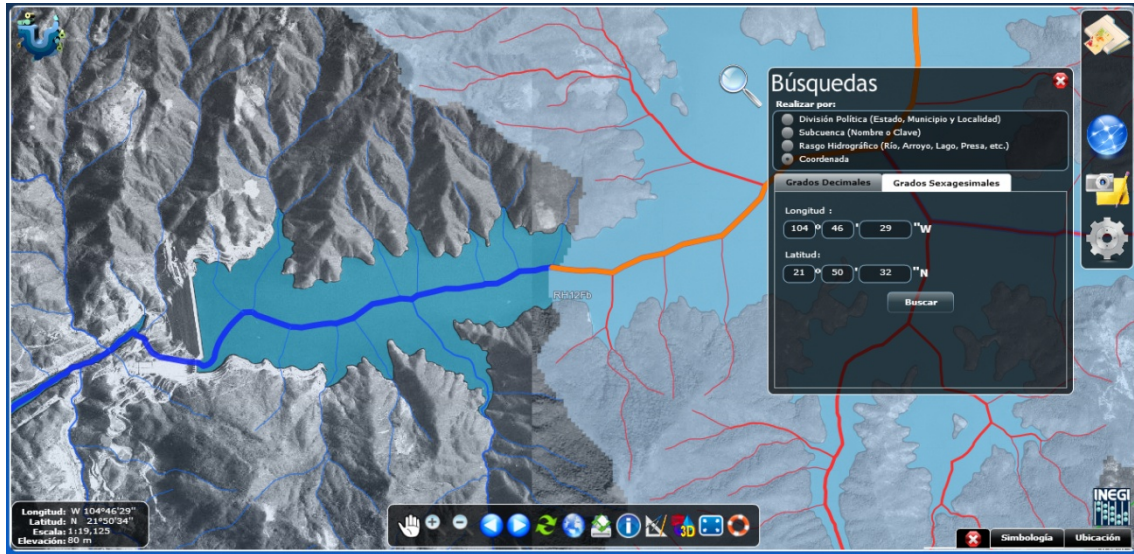 Búsquedas
Realizar por:
División Política (Estado, Municipio y Localidad)
Subcuenca (Nombre o Clave)
Rasgo Hidrográfico (Río, Arroyo, Lago, Presa, etc.)
Coordenada
Grados Decimales Grados Sexagesimales
Longitud :
104 º 46 ' 29 "W
Latitud:
21 º 50 ' 32 "N
Buscar
RH12Fb
Longitud: W 104°46'29"
Latitud: N 21°50'34"
Escala: 1:19,125
Elevación: 80 m
3D
INEGI
Simbología Ubicación